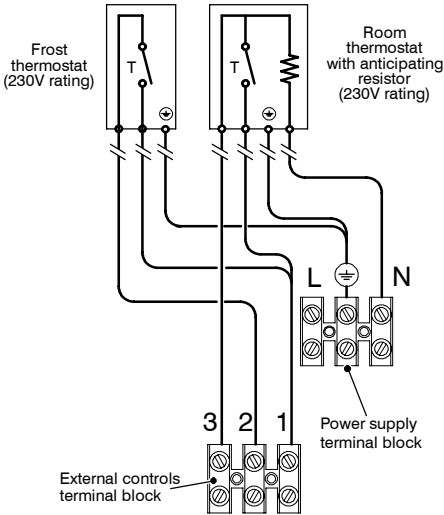 Frost
thermostat
(230V rating)
T
T
Room
thermostat
with anticipating
resistor
(230V rating)
L
N
3 2 1
Power supply
terminal block
External controls
terminal block